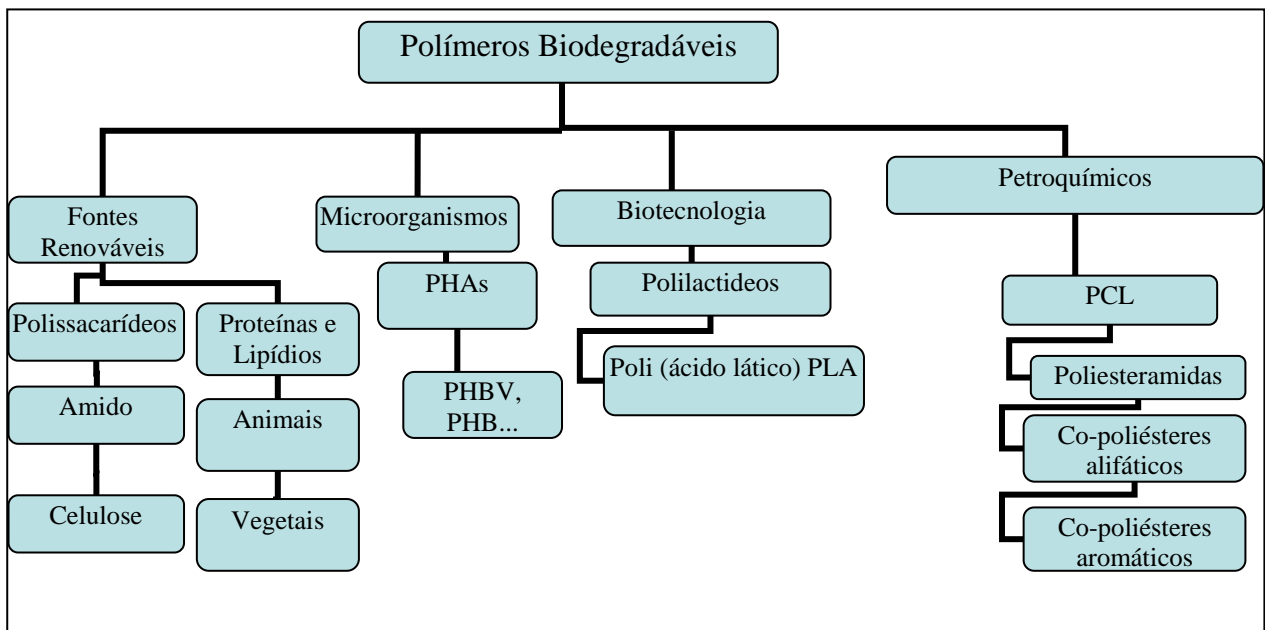 Polímeros Biodegradáveis
Fontes
Renováveis
Polissacarídeos
Amido
Celulose
Proteínas e
Lipídios
Animais
Vegetais
Microorganismos
PHAs
PHBV,
PHB...
Biotecnologia
Polilactideos
Poli (ácido lático) PLA
Petroquímicos
PCL
Poliesteramidas
Co-poliésteres
alifáticos
Co-poliésteres
aromáticos